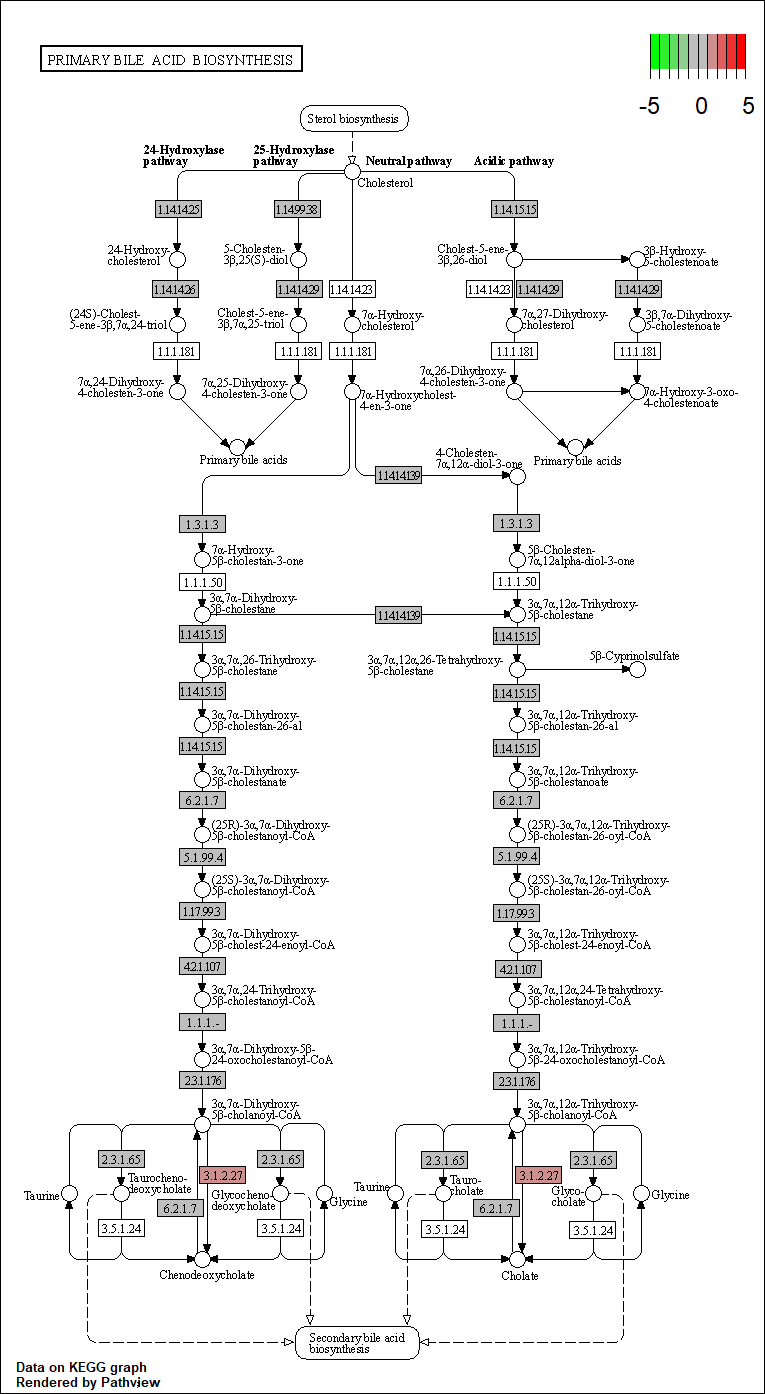 PRIMARY BILE ACID BIOSYNTHESIS
-5 0 5
Sterol biosynthesis
24-Hydroxylase
pathway
25-Hydroxylase
pathway
Neutral pathway
Acidic pathway
Cholesterol
1.14.14.25
1.14.99.38
1.14.15.15
24-Hydroxy-
cholesterol
5-Cholesten-
3β,25(S)-diol
Cholest-5-ene-
3β,26-diol
3β-Hydroxy-
5-cholestenoate
1.14.14.26
1.14.14.29
1.14.14.23
1.14.14.23
1.14.14.29
1.14.14.29
(24S)-Cholest-
5-ene-3β,7α,24-triol
Cholest-5-ene-
3β,7α,25-triol
7α-Hydroxy-
cholesterol
7α,27-Dihydroxy-
cholesterol
3β,7α-Dihydroxy-
5-cholestenoate
1.1.1.181
1.1.1.181
1.1.1.181
1.1.1.181
1.1.1.181
7α,24-Dihydroxy-
4-cholesten-3-one
7α,25-Dihydroxy-
4-cholesten-3-one
7α-Hydroxycholest-
4-en-3-one
7α,26-Dihydroxy-
4-cholesten-3-one
7α-Hydroxy-3-oxo-
4-cholestenoate
Primary bile acids
Primary bile acids
4-Cholesten-
7α,12α-diol-3-one
1.14.14.139
1.3.1.3
1.3.1.3
7α-Hydroxy-
5β-cholestan-3-one
5β-Cholesten-
7α,12alpha-diol-3-one
1.1.1.50
1.1.1.50
3α,7α-Dihydroxy-
5β-cholestane
1.14.14.139
3α,7α,12α-Trihydroxy-
5β-cholestane
1.14.15.15
1.14.15.15
3α,7α,26-Trihydroxy-
5β-cholestane
3α,7α,12α,26-Tetrahydroxy-
5β-cholestane
5β-Cyprinolsulfate
1.14.15.15
1.14.15.15
3α,7α-Dihydroxy-
5β-cholestan-26-al
3α,7α,12α-Trihydroxy-
5β-cholestan-26-al
1.14.15.15
1.14.15.15
3α,7α-Dihydroxy-
5β-cholestanate
3α,7α,12α-Trihydroxy-
5β-cholestanoate
6.2.1.7
6.2.1.7
(25R)-3α,7α-Dihydroxy-
5β-cholestanoyl-CoA
(25R)-3α,7α,12α-Trihydroxy-
5β-cholestan-26-oyl-CoA
5.1.99.4
5.1.99.4
(25S)-3α,7α-Dihydroxy-
5β-cholestanoyl-CoA
(25S)-3α,7α,12α-Trihydroxy-
5β-cholestan-26-oyl-CoA
1.17.99.3
1.17.99.3
3α,7α-Dihydroxy-
5β-cholest-24-enoyl-CoA
3α,7α,12α-Trihydroxy-
5β-cholest-24-enoyl-CoA
4.2.1.107
4.2.1.107
3α,7α,24-Trihydroxy-
5β-cholestanoyl-CoA
3α,7α,12α,24-Tetrahydroxy-
5β-cholestanoyl-CoA
1.1.1.-
1.1.1.-
3α,7α-Dihydroxy-5β-
24-oxocholestanoyl-CoA
3α,7α,12α-Trihydroxy-
5β-24-oxocholestanoyl-CoA
2.3.1.176
2.3.1.176
3α,7α-Dihydroxy-
5β-cholanoyl-CoA
3α,7α,12α-Trihydroxy-
5β-cholanoyl-CoA
2.3.1.65
2.3.1.65
2.3.1.65
2.3.1.65
3.1.2.27
3.1.2.27
Taurine
Taurocheno-
deoxycholate
Glycocheno-
deoxycholate
Glycine
Taurine
Tauro-
cholate
Glyco-
cholate
Glycine
6.2.1.7
6.2.1.7
3.5.1.24
3.5.1.24
3.5.1.24
3.5.1.24
Chenodeoxycholate
Cholate
Secondary bile acid
biosynthesis
Data on KEGG graph
Rendered by Pathview